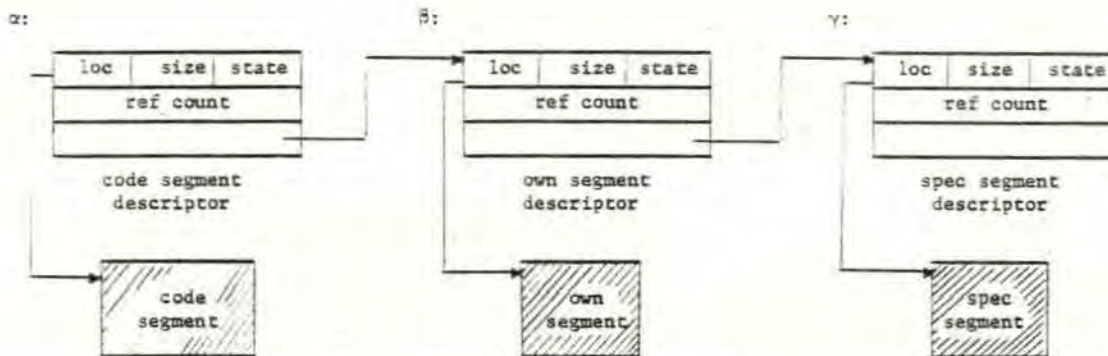 α: β: γ:
loc size state loc size state loc size state
ref count ref count ref count
code segment own segment spec segment
descriptor descriptor descriptor
code own spec
segment segment segment